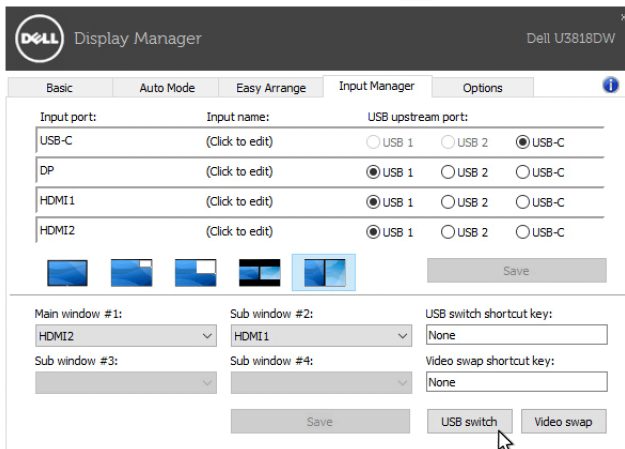 DELL Display Manager Dell U3818DW
Basic Auto Mode Easy Arrange Input Manager Options i
Input port: Input name: USB upstream port:
USB-C (Click to edit) USB 1 USB 2 USB-C
DP (Click to edit) USB 1 USB 2 USB-C
HDMI1 (Click to edit) USB 1 USB 2 USB-C
HDMI2 (Click to edit) USB 1 USB 2 USB-C
Save
Main window #1: Sub window #2: USB switch shortcut key:
HDMI2 HDMI1 None
Sub window #3: Sub window #4: Video swap shortcut key:
None
Save USB switch Video swap